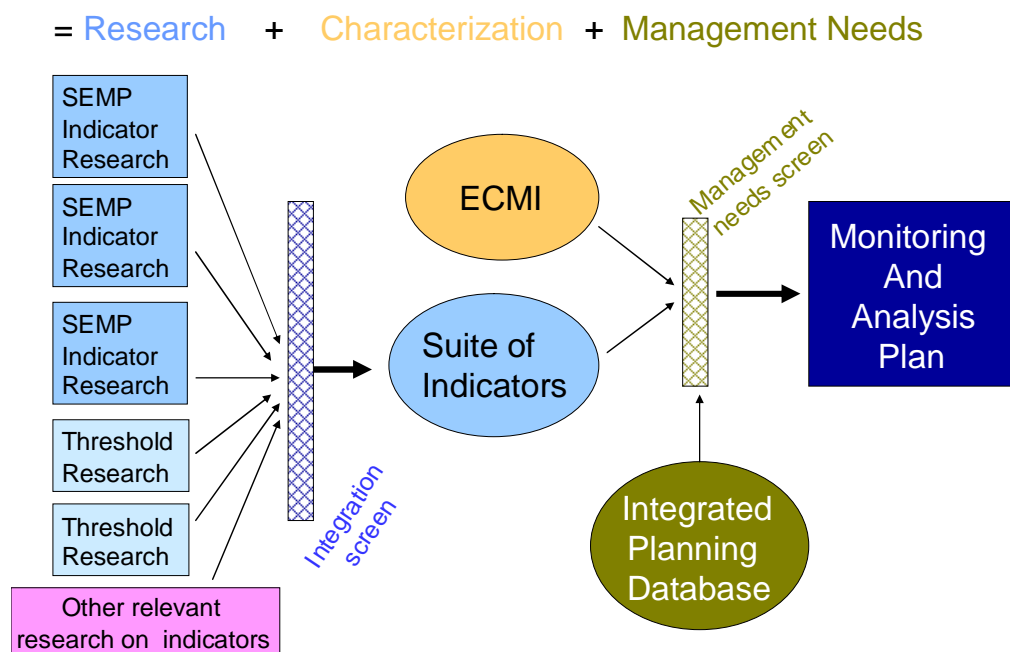 = Research + Characterization + Management Needs
SEMP
Indicator
Research
SEMP
Indicator
Research
SEMP
Indicator
Research
Threshold
Research
Threshold
Research
Other relevant
research on indicators
Integration
screen
ECMI
Suite of
Indicators
Management
needs screen
Integrated
Planning
Database
Monitoring
And
Analysis
Plan